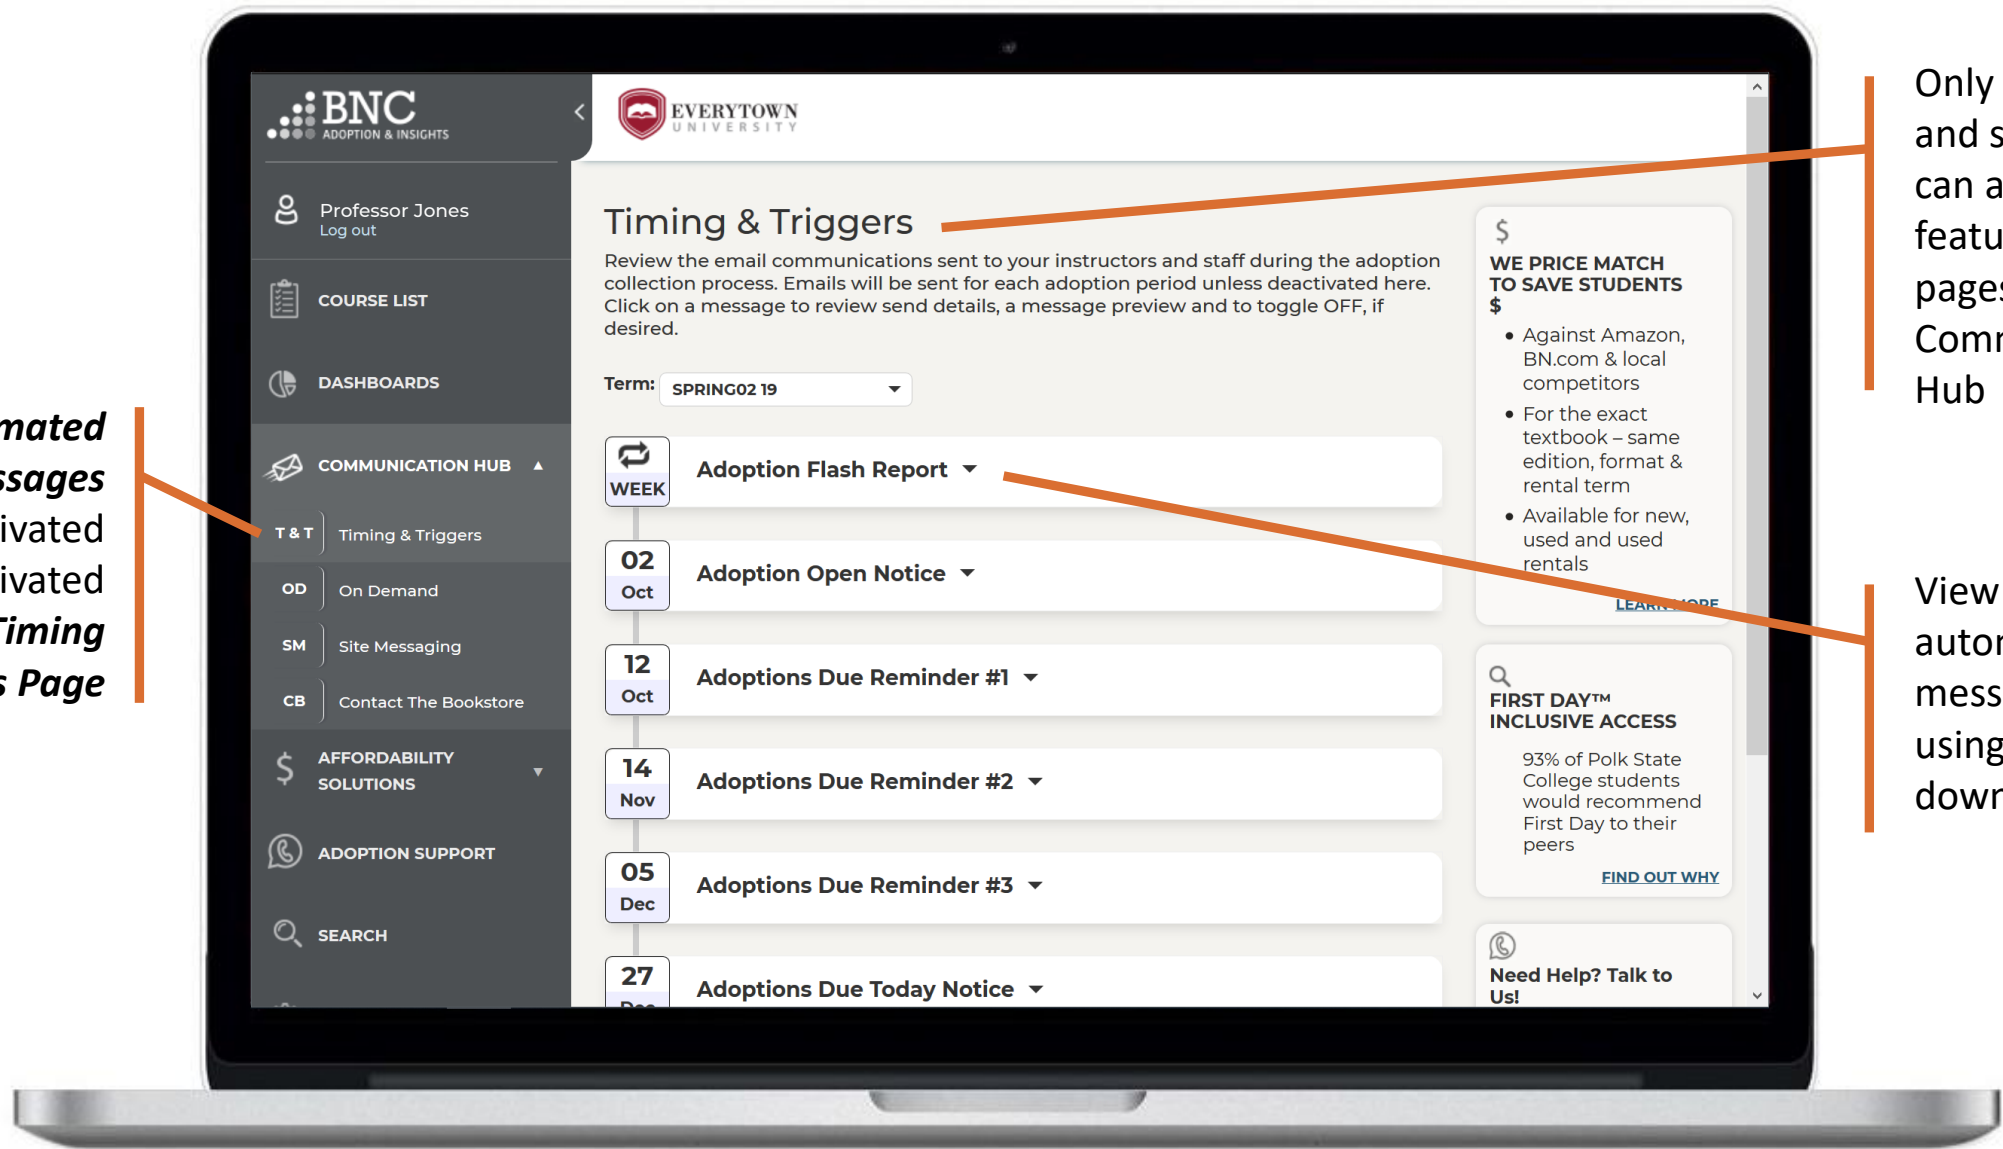 BNC
ADOPTION & INSIGHTS
Professor Jones
Log out
COURSE LIST
DASHBOARDS
COMMUNICATION HUB
T & T Timing & Triggers
OD On Demand
SM Site Messaging
CB Contact The Bookstore
AFFORDABILITY
SOLUTIONS
ADOPTION SUPPORT
SEARCH
EVERYTOWN
UNIVERSITY
Timing & Triggers
Review the email communications sent to your instructors and staff during the adoption
collection process. Emails will be sent for each adoption period unless deactivated here.
Click on a message to review send details, a message preview and to toggle OFF, if
desired.
Term: SPRING02 19
WEEK
Adoption Flash Report
02
Oct
Adoption Open Notice
12
Oct
Adoptions Due Reminder #1
14
Nov
Adoptions Due Reminder #2
05
Dec
Adoptions Due Reminder #3
27
Dec
Adoptions Due Today Notice
$
WE PRICE MATCH
TO SAVE STUDENTS
$
• Against Amazon,
BN.com & local
competitors
• For the exact
textbook – same
edition, format &
rental term
• Available for new,
used and used
rentals
LEARN MORE
FIRST DAY™
INCLUSIVE ACCESS
93% of Polk State
College students
would recommend
First Day to their
peers
FIND OUT WHY
Need Help? Talk to
Us!
mated
ssages
ivated
ivated
Timing
s Page
Only
and s
can a
featu
pages
Comm
Hub
View
autor
mess
using
down